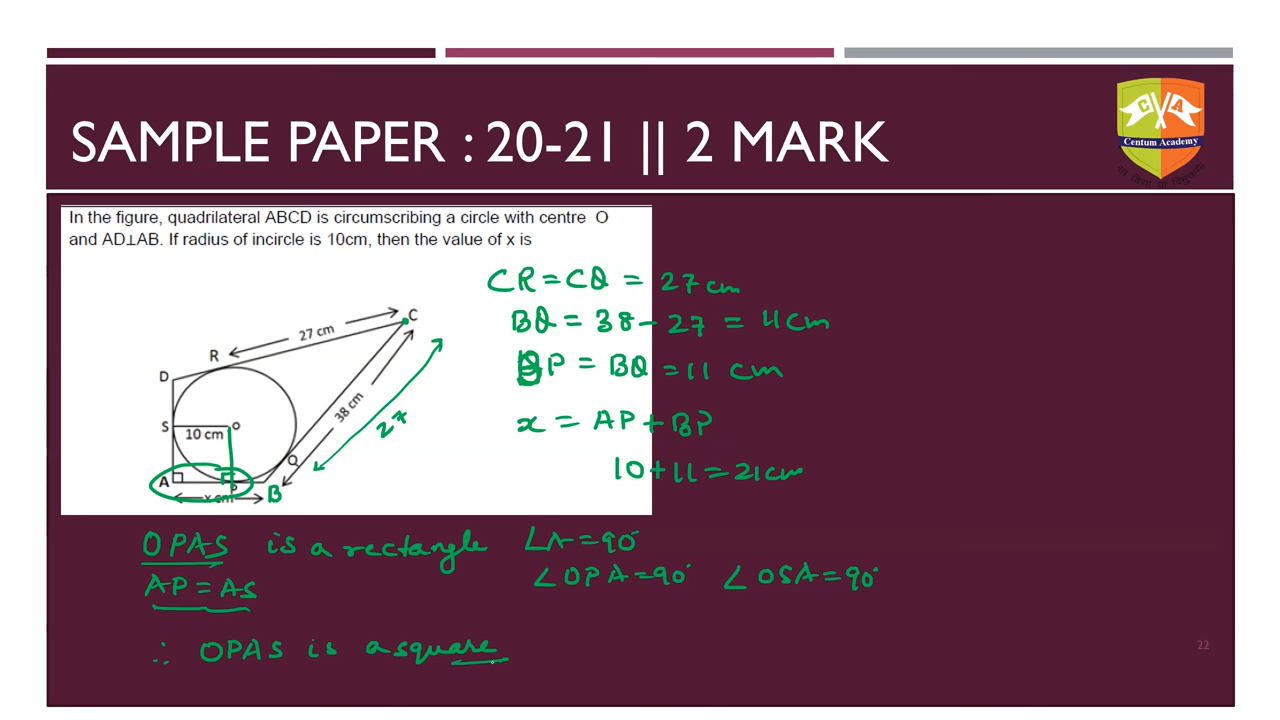 SAMPLE PAPER : 20-21 || 2 MARK
C A
Centum Academy
In the figure, quadrilateral ABCD is circumscribing a circle with centre O
and AD⊥AB. If radius of incircle is 10cm, then the value of x is
C
27 cm
R
D
38 cm
27
S
O
10 cm
Q
A
P
B
x cm
CR = CQ = 27 cm
BQ = 38 - 27 = 11 cm
BP = BQ = 11 cm
x = AP + BP
10 + 11 = 21 cm
OPAS is a rectangle ∠A = 90°
AP = AS ∠OPA = 90° ∠OSA = 90°
∴ OPAS is a square
22